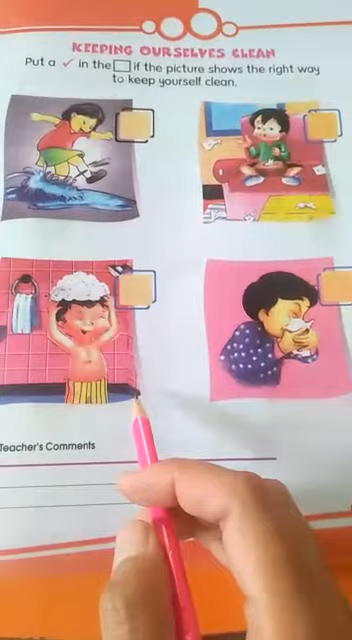 KEEPING OURSELVES CLEAN
Put a ✓ in the □ if the picture shows the right way
to keep yourself clean.
Teacher's Comments